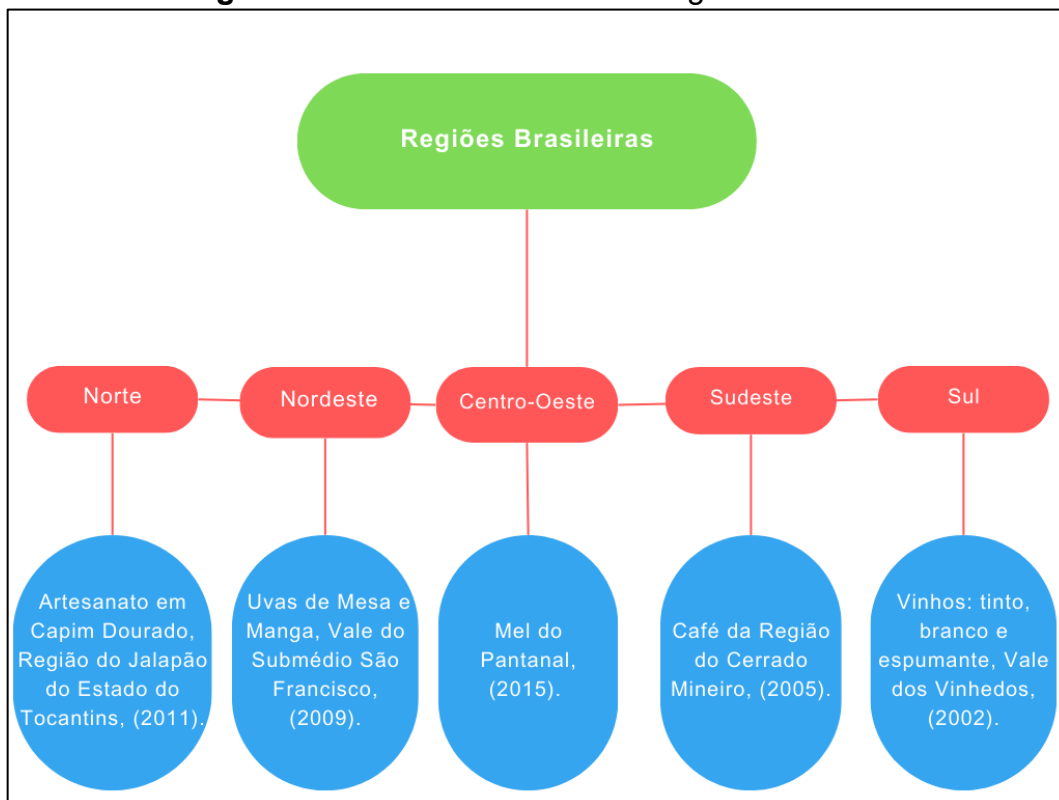 Regiões Brasileiras
Norte
Nordeste
Centro-Oeste
Sudeste
Sul
Artesanato em
Capim Dourado,
Região do Jalapão
do Estado do
Tocantins, (2011).
Uvas de Mesa e
Manga, Vale do
Submédio São
Francisco,
(2009).
Mel do
Pantanal,
(2015).
Café da Região
do Cerrado
Mineiro, (2005).
Vinhos: tinto,
branco e
espumante, Vale
dos Vinhedos,
(2002).